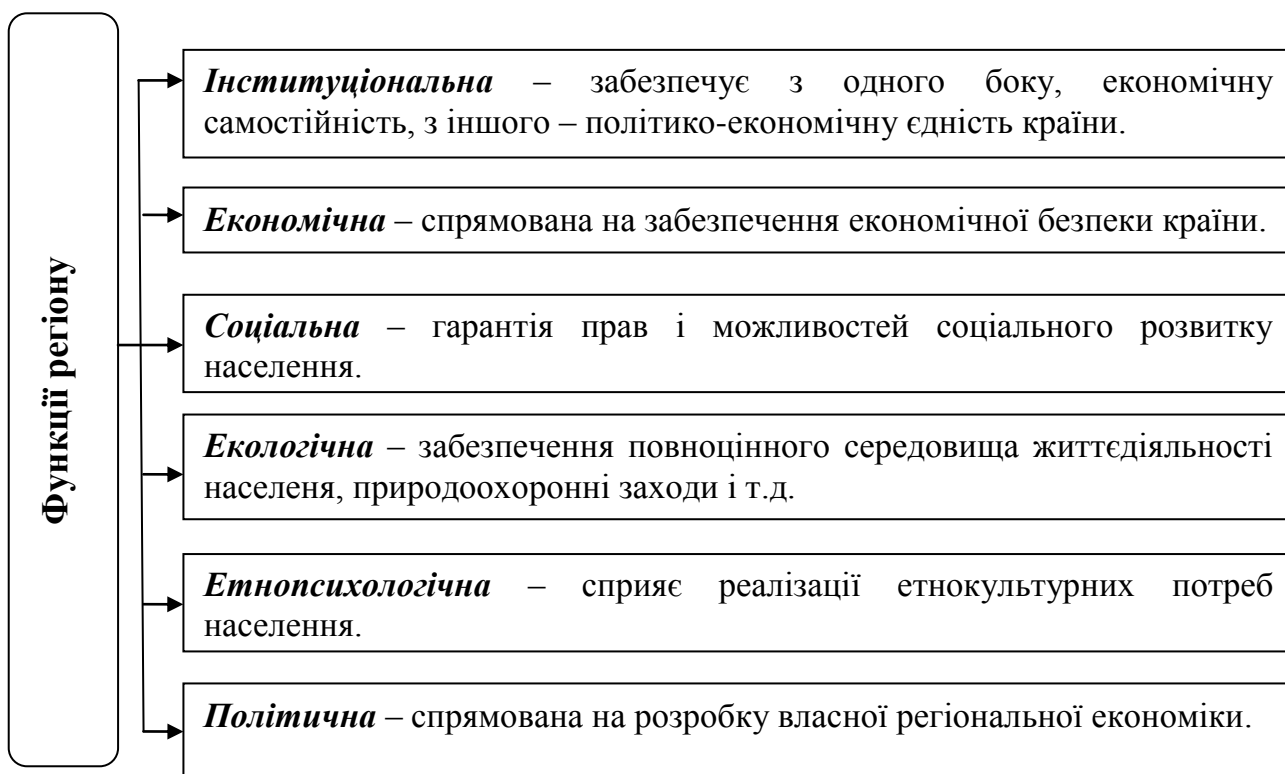 Функції регіону
Інституціональна – забезпечує з одного боку, економічну
самостійність, з іншого – політико-економічну єдність країни.
Економічна – спрямована на забезпечення економічної безпеки країни.
Соціальна – гарантія прав і можливостей соціального розвитку
населення.
Екологічна – забезпечення повноцінного середовища життєдіяльності
населеня, природоохоронні заходи і т.д.
Етнопсихологічна – сприяє реалізації етнокультурних потреб
населення.
Політична – спрямована на розробку власної регіональної економіки.